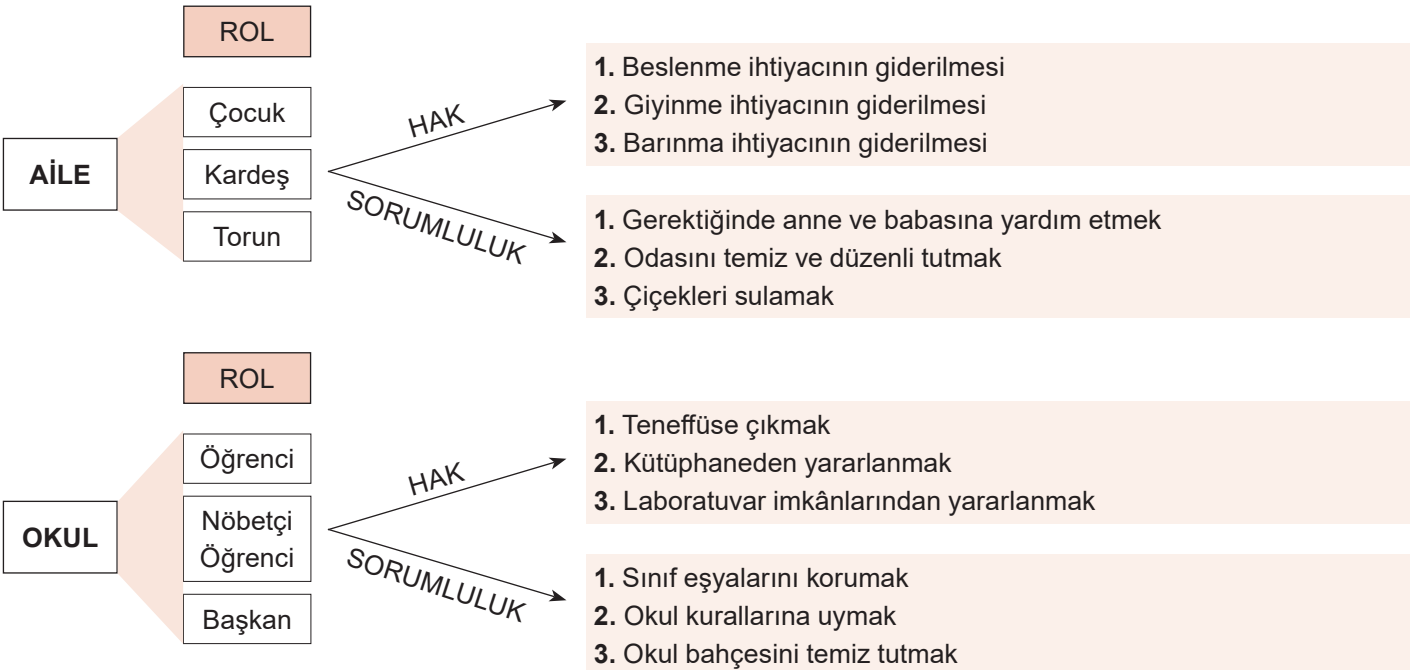 ROL
AİLE
Çocuk
Kardeş
Torun
HAK
SORUMLULUK
1. Beslenme ihtiyacının giderilmesi
2. Giyinme ihtiyacının giderilmesi
3. Barınma ihtiyacının giderilmesi
1. Gerektiğinde anne ve babasına yardım etmek
2. Odasını temiz ve düzenli tutmak
3. Çiçekleri sulamak
ROL
OKUL
Öğrenci
Nöbetçi
Öğrenci
Başkan
HAK
SORUMLULUK
1. Teneffüse çıkmak
2. Kütüphaneden yararlanmak
3. Laboratuvar imkânlarından yararlanmak
1. Sınıf eşyalarını korumak
2. Okul kurallarına uymak
3. Okul bahçesini temiz tutmak